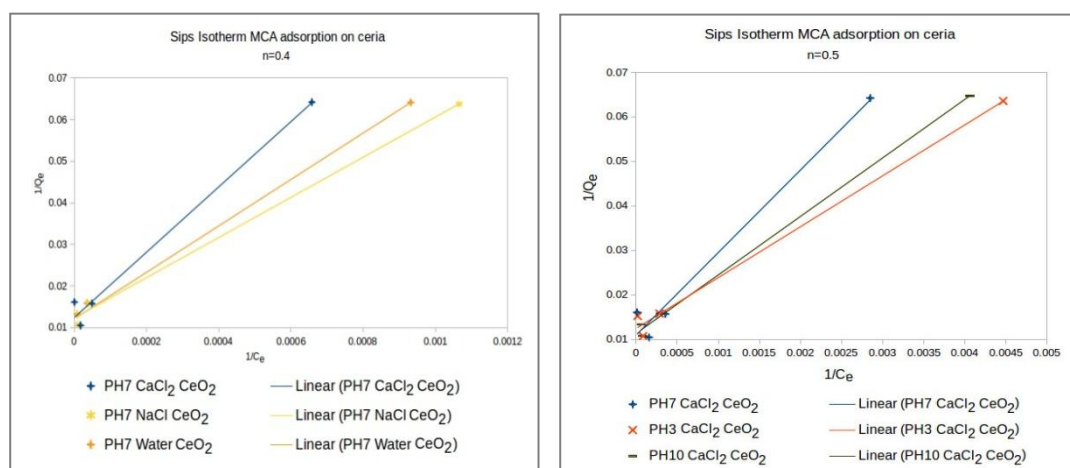 Sips Isotherm MCA adsorption on ceria
n=0.4
0.07
0.06
0.05
0.04
0.03
0.02
0.01
1/Qe
0 0.0002 0.0004 0.0006 0.0008 0.001 0.0012
1/Ce
PH7 CaCl2 CeO2 Linear (PH7 CaCl2 CeO2)
PH7 NaCl CeO2 Linear (PH7 NaCl CeO2)
PH7 Water CeO2 Linear (PH7 Water CeO2)
Sips Isotherm MCA adsorption on ceria
n=0.5
0.07
0.06
0.05
0.04
0.03
0.02
0.01
1/Qe
0 0.0005 0.001 0.0015 0.002 0.0025 0.003 0.0035 0.004 0.0045 0.005
1/Ce
PH7 CaCl2 CeO2 Linear (PH7 CaCl2 CeO2)
PH3 CaCl2 CeO2 Linear (PH3 CaCl2 CeO2)
PH10 CaCl2 CeO2 Linear (PH10 CaCl2 CeO2)